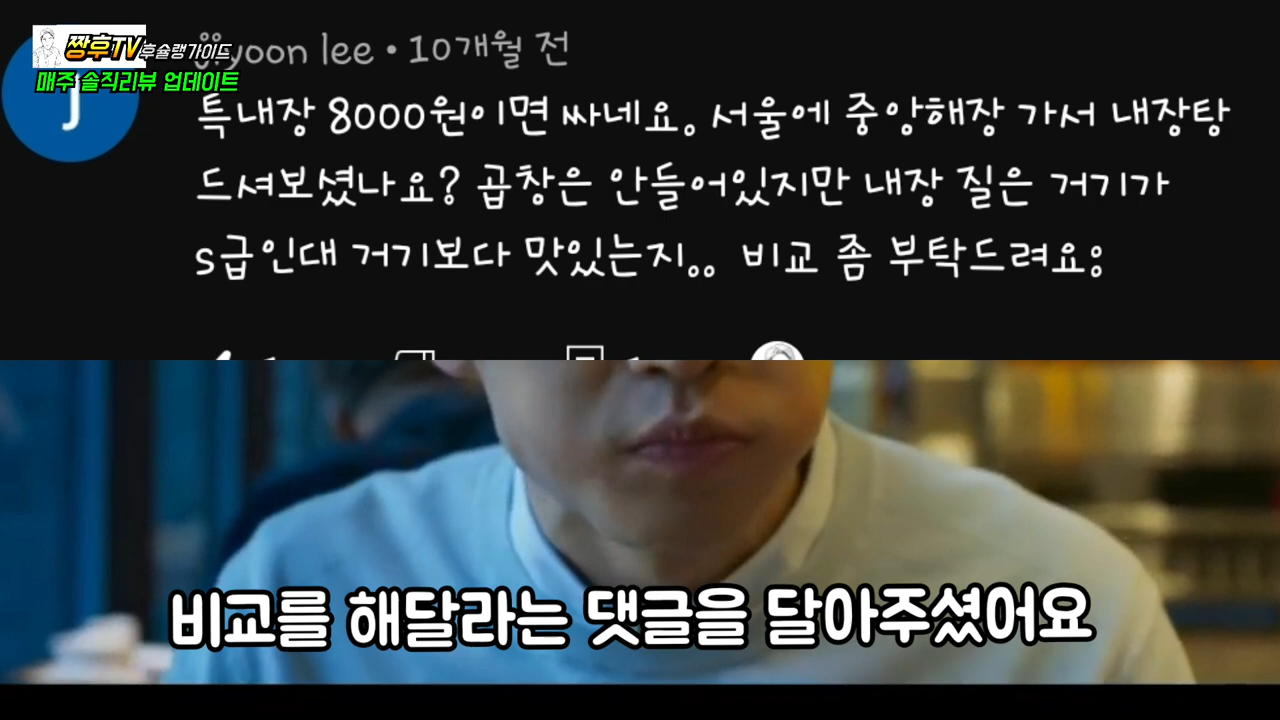 짱후TV 후슐랭가이드
매주 솔직리뷰 업데이트
yoon lee • 10개월 전
J
특내장 8000원이면 싸네요. 서울에 중앙해장 가서 내장탕
드셔보셨나요? 곱창은 안들어있지만 내장 질은 거기가
s급인대 거기보다 맛있는지.. 비교 좀 부탁드려요:
비교를 해달라는 댓글을 달아주셨어요